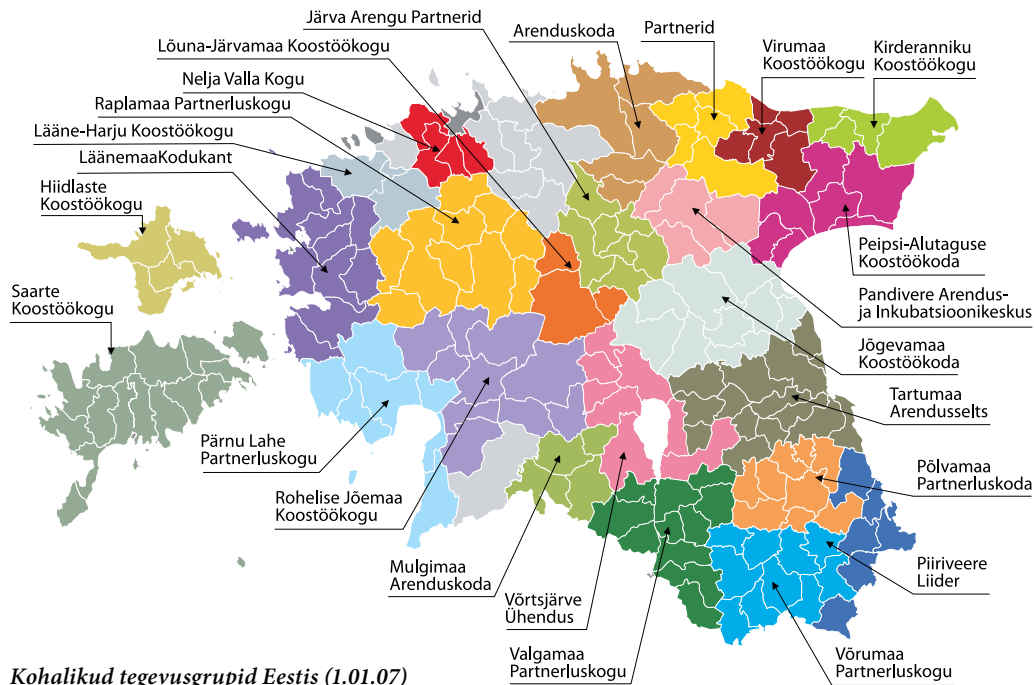 Järva Arengu Partnerid
Lõuna-Järvamaa Koostöökogu
Nelja Valla Kogu
Raplamaa Partnerluskogu
Lääne-Harju Koostöökogu
LäänemaaKodukant
Hiidlaste
Koostöökogu
Saarte
Koostöökogu
Arenduskoda
Partnerid
Virumaa
Koostöökogu
Kirderanniku
Koostöökogu
Peipsi-Alutaguse
Koostöökoda
Pandivere Arendus-
ja Inkubatsioonikeskus
Jõgevamaa
Koostöökoda
Tartumaa
Arendusselts
Põlvamaa
Partnerluskoda
Piiriveere
Liider
Võrumaa
Partnerluskogu
Valgamaa
Partnerluskogu
Võrtsjärve
Ühendus
Mulgimaa
Arenduskoda
Rohelise Jõemaa
Koostöökogu
Pärnu Lahe
Partnerluskogu
Kohalikud tegevusgrupid Eestis (1.01.07)